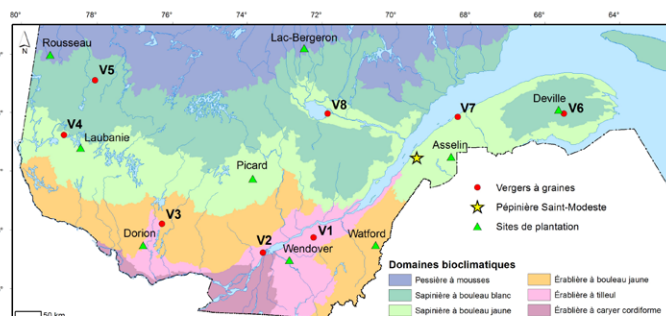 78° 76° 74° 72° 70° 68° 66° 64°
N
Rousseau
Lac-Bergeron
V5
V8
V7
Deville
V6
V4
Laubanie
Asselin
Picard
Vergers à graines
Pépinière Saint-Modeste
Sites de plantation
V3
Dorion
V2
V1
Wendover
Watford
Domaines bioclimatiques
Pessière à mousses
Érablière à bouleau jaune
Sapinière à bouleau blanc
Érablière à tilleul
Sapinière à bouleau jaune
Érablière à caryer cordiforme
50 km